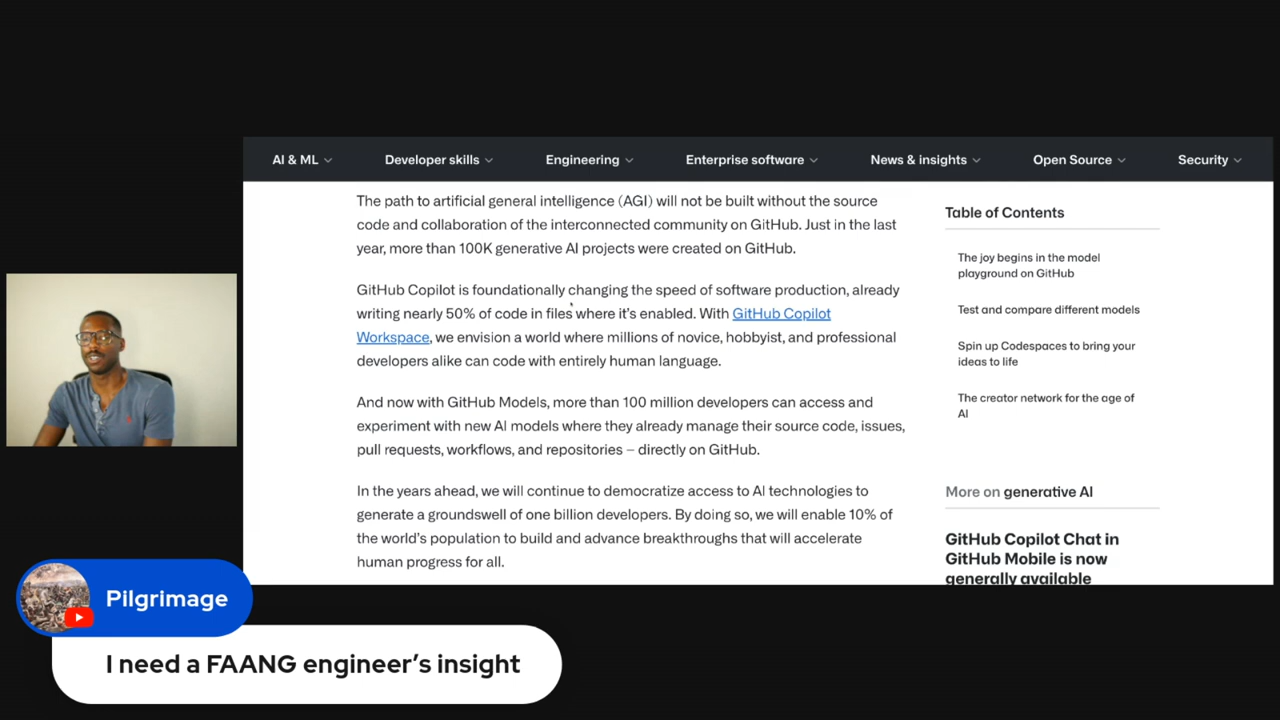 AI & ML
Developer skills
Engineering
Enterprise software
News & insights
Open Source
Security
The path to artificial general intelligence (AGI) will not be built without the source
code and collaboration of the interconnected community on GitHub. Just in the last
year, more than 100K generative AI projects were created on GitHub.
GitHub Copilot is foundationally changing the speed of software production, already
writing nearly 50% of code in files where it's enabled. With GitHub Copilot
Workspace, we envision a world where millions of novice, hobbyist, and professional
developers alike can code with entirely human language.
And now with GitHub Models, more than 100 million developers can access and
experiment with new AI models where they already manage their source code, issues,
pull requests, workflows, and repositories – directly on GitHub.
In the years ahead, we will continue to democratize access to AI technologies to
generate a groundswell of one billion developers. By doing so, we will enable 10% of
the world's population to build and advance breakthroughs that will accelerate
human progress for all.
Table of Contents
The joy begins in the model
playground on GitHub
Test and compare different models
Spin up Codespaces to bring your
ideas to life
The creator network for the age of
AI
More on generative AI
GitHub Copilot Chat in
GitHub Mobile is now
generally available
Pilgrimage
I need a FAANG engineer’s insight